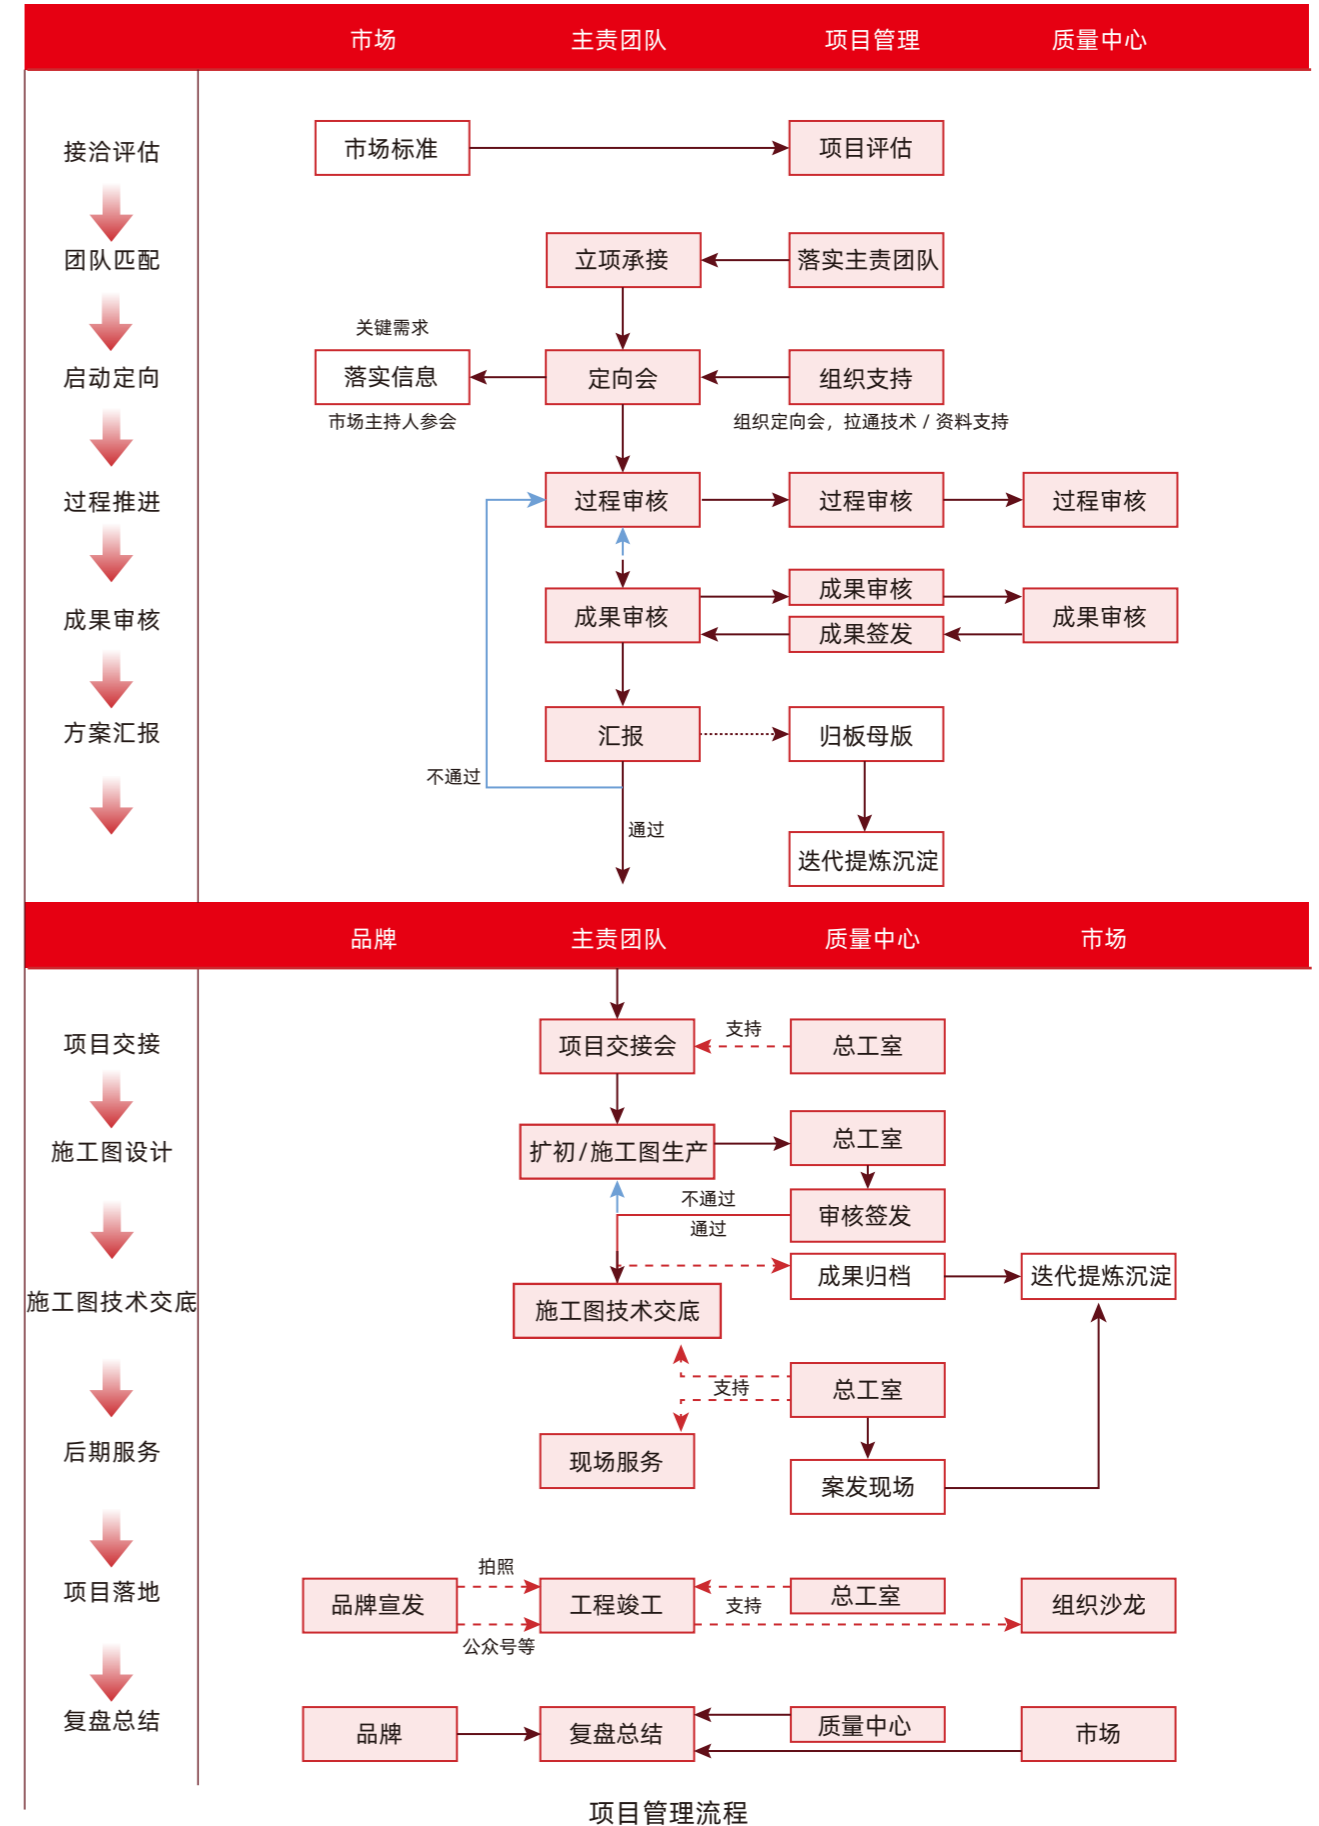 市场 主责团队 项目管理 质量中心
接洽评估 市场标准 项目评估
团队匹配 立项承接 落实主责团队
关键需求
启动定向 落实信息 定向会 组织支持
市场主持人参会 组织定向会，拉通技术 / 资料支持
过程推进 过程审核 过程审核 过程审核
成果审核
成果审核 成果审核 成果审核
成果签发
方案汇报 汇报 归板母版
不通过
通过
迭代提炼沉淀
品牌 主责团队 质量中心 市场
支持
项目交接 项目交接会 总工室
施工图设计 扩初/施工图生产 总工室
不通过
审核签发
通过
成果归档 迭代提炼沉淀
施工图技术交底 施工图技术交底
支持 总工室
后期服务 现场服务
案发现场
拍照
项目落地 品牌宣发 工程竣工 支持 总工室 组织沙龙
公众号等
复盘总结 品牌 复盘总结 质量中心 市场
项目管理流程